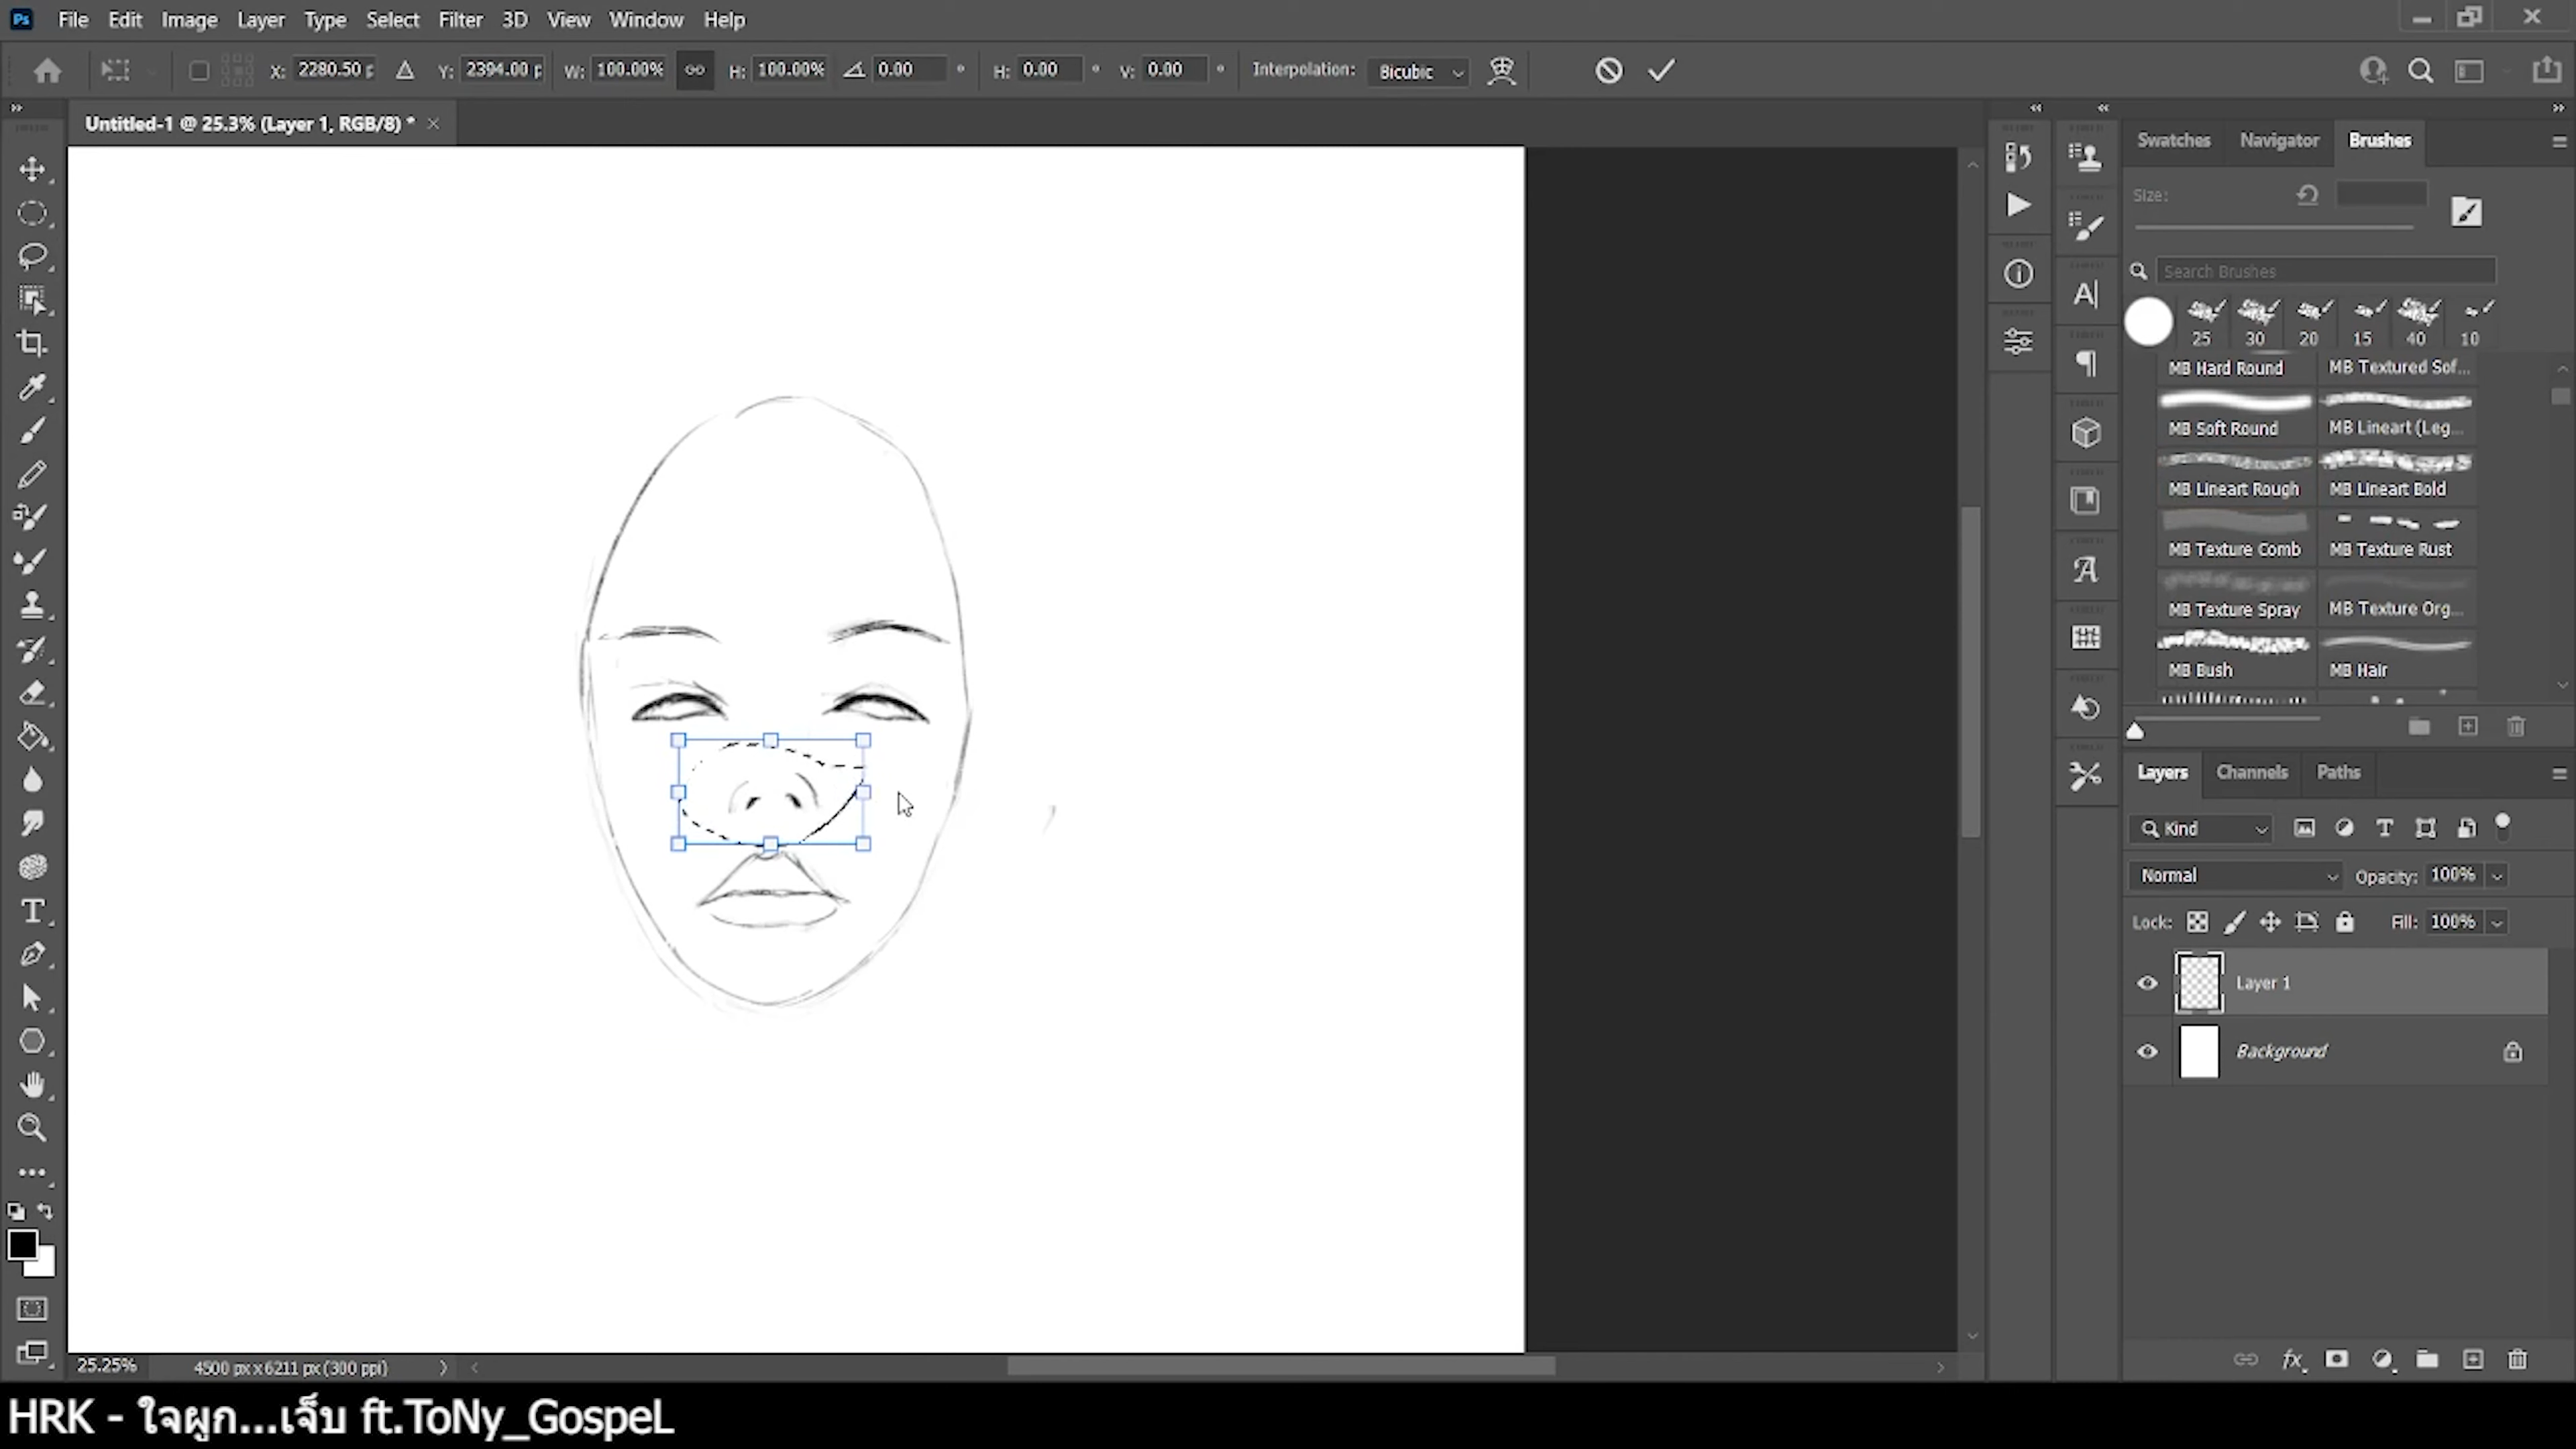 Ps File Edit Image Layer Type Select Filter 3D View Window Help
X: 2280.50 p Y: 2394.00 p W: 100.00% H: 100.00% 0.00 ° H: 0.00 ° V: 0.00 ° Interpolation: Bicubic
Untitled-1 @ 25.3% (Layer 1, RGB/8) * ×
Swatches Navigator Brushes
Size:
Search Brushes
25 30 20 15 40 10
MB Hard Round MB Textured Sof...
MB Soft Round MB Lineart (Leg...
MB Lineart Rough MB Lineart Bold
MB Texture Comb MB Texture Rust
MB Texture Spray MB Texture Org...
MB Bush MB Hair
Layers Channels Paths
Kind
Normal Opacity: 100%
Lock: Fill: 100%
Layer 1
Background
25.25% 4500 px x 6211 px (300 ppi)
HRK - ใจผูก...เจ็บ ft.ToNy_GospeL